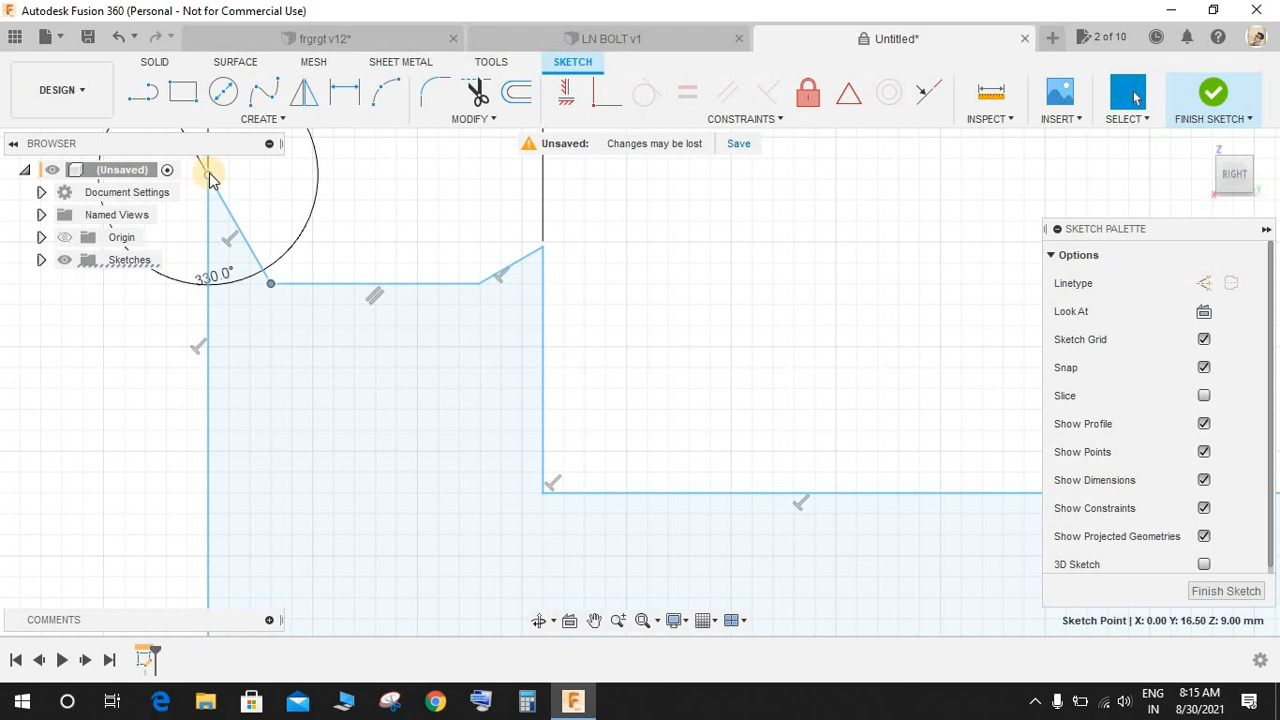 Autodesk Fusion 360 (Personal - Not for Commercial Use)
frgrgt v12*
LN BOLT v1
Untitled*
2 of 10
SOLID
SURFACE
MESH
SHEET METAL
TOOLS
SKETCH
DESIGN
CREATE
MODIFY
CONSTRAINTS
INSPECT
INSERT
SELECT
FINISH SKETCH
BROWSER
Unsaved: Changes may be lost Save
(Unsaved)
Document Settings
Named Views
Origin
Sketches
330.0°
Z
RIGHT
X
Y
SKETCH PALETTE
Options
Linetype
Look At
Sketch Grid
Snap
Slice
Show Profile
Show Points
Show Dimensions
Show Constraints
Show Projected Geometries
3D Sketch
Finish Sketch
COMMENTS
Sketch Point | X: 0.00 Y: 16.50 Z: 9.00 mm
ENG
IN
8:15 AM
8/30/2021